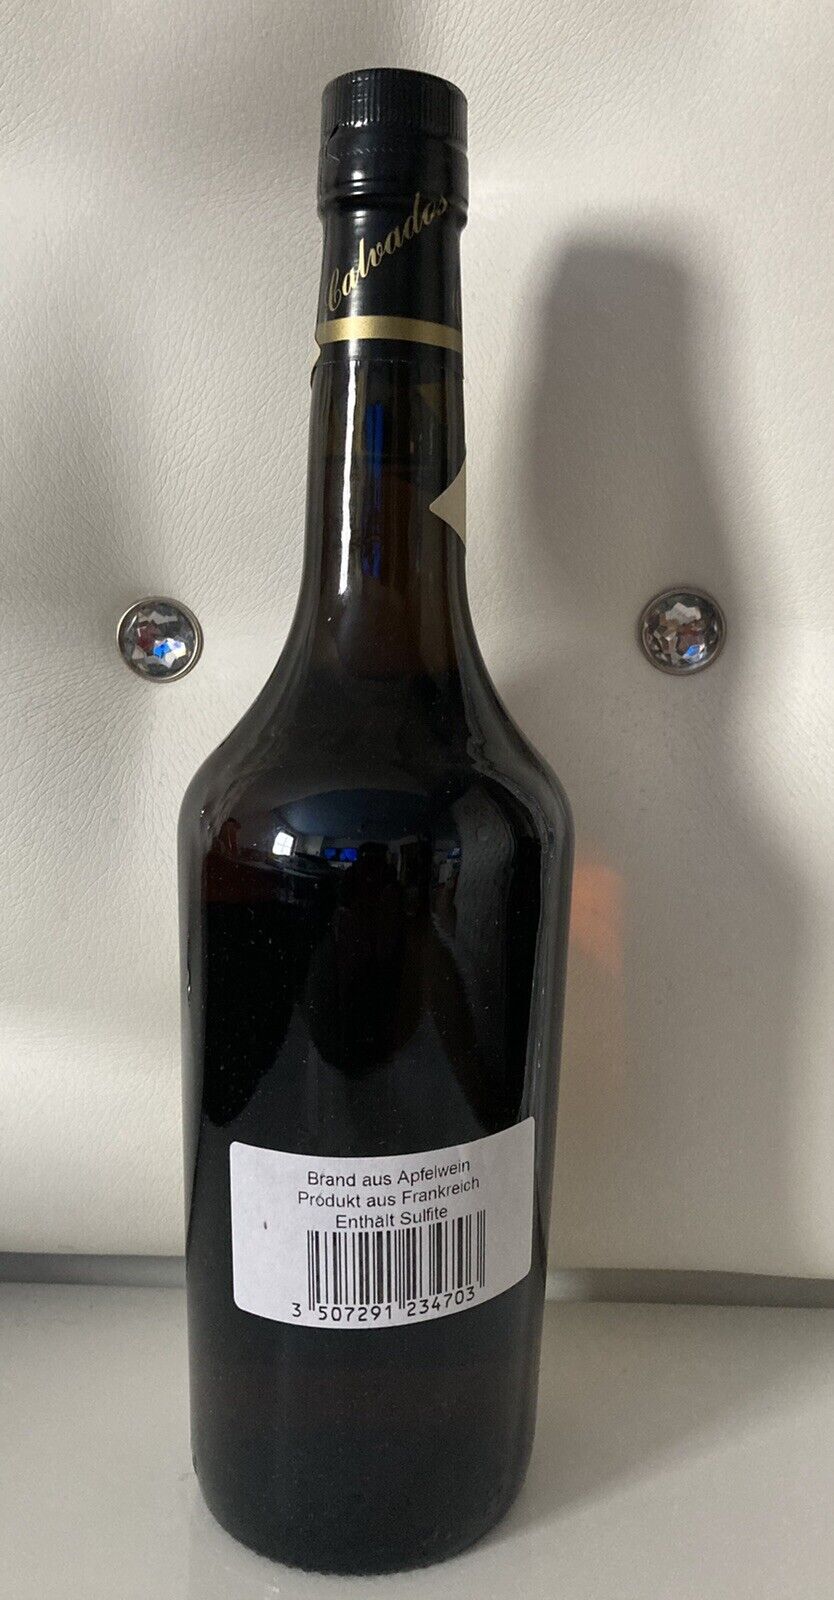 Calvados
Brand aus Apfelwein
Produkt aus Frankreich
Enthält Sulfite
3 507291 234703